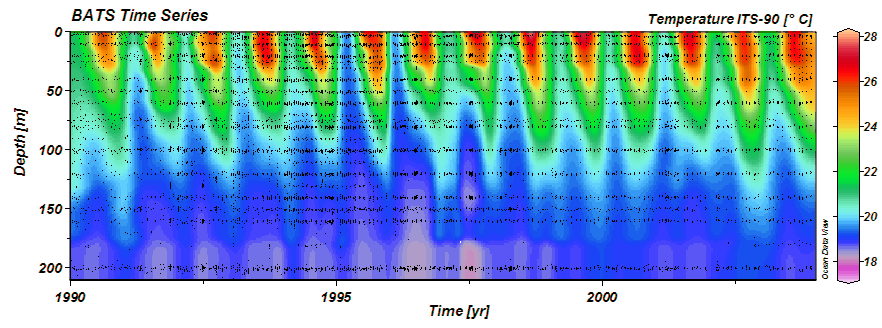 BATS Time Series
Temperature ITS-90 [° C]
0
50
100
150
200
Depth [m]
1990
1995
2000
Time [yr]
28
26
24
22
20
18
Ocean Data View